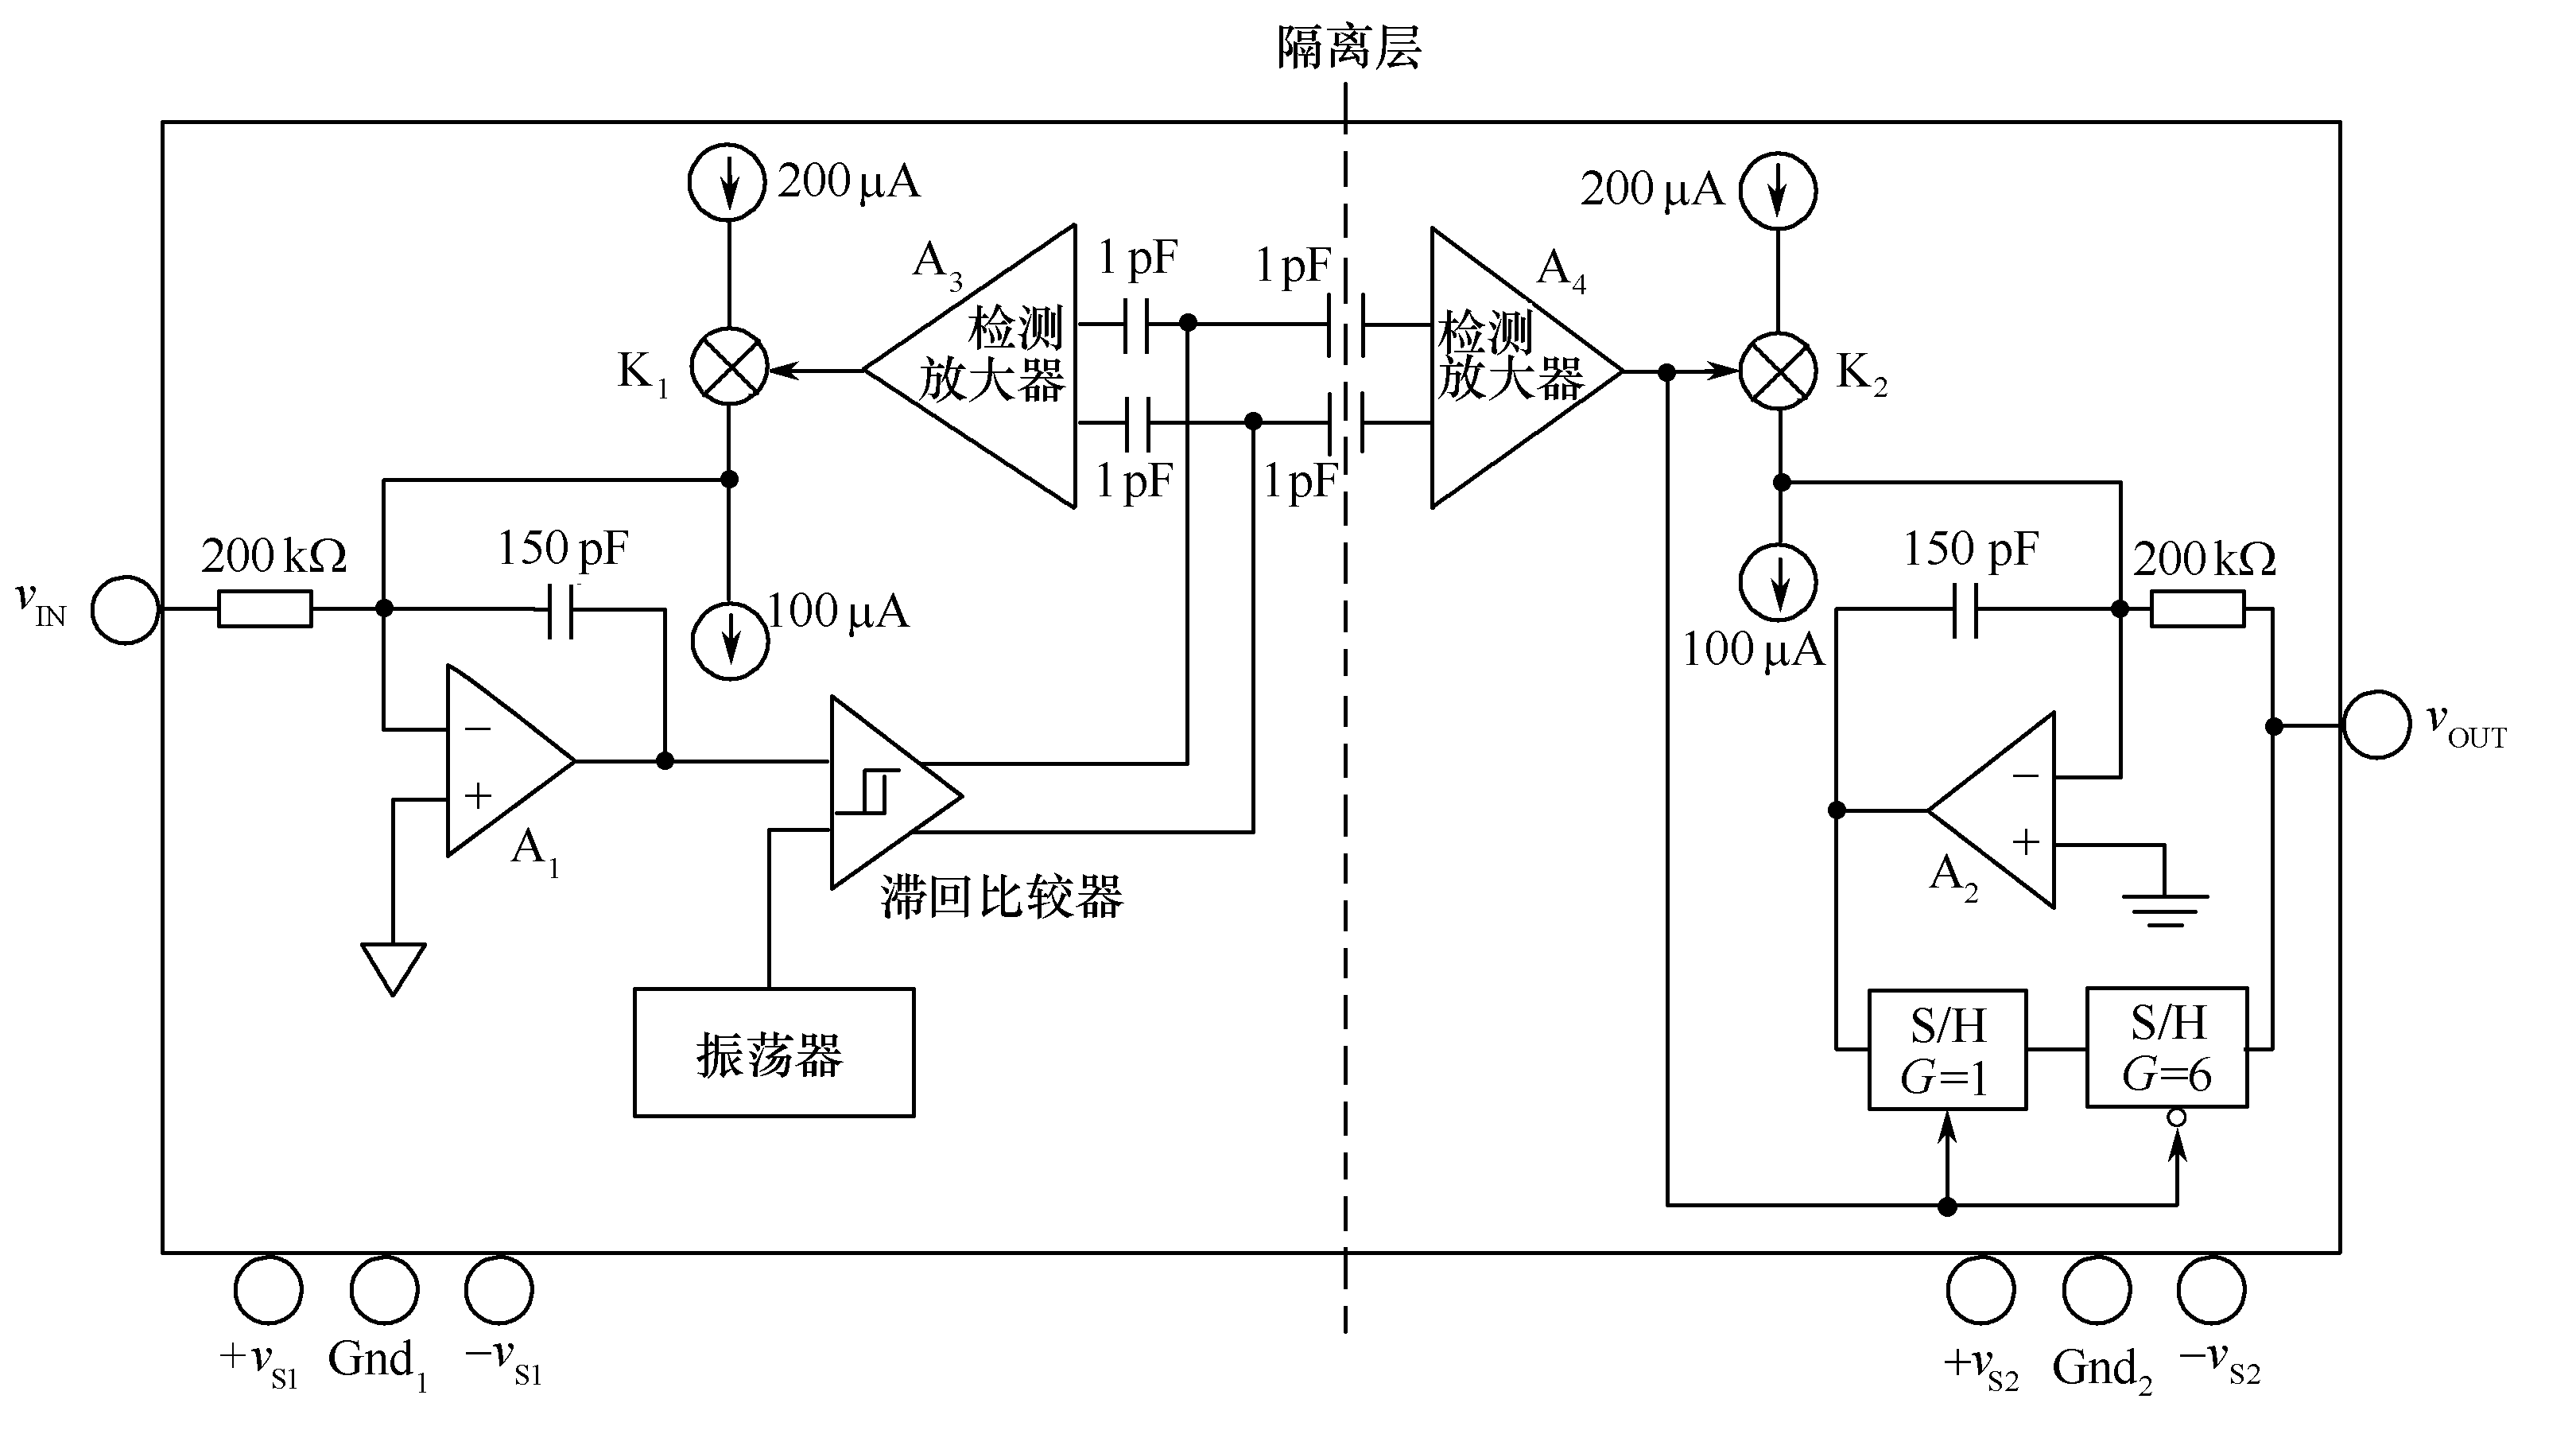 隔离层
200 μA
K1
A3
检测
放大器
1 pF
1 pF
1 pF
1 pF
A4
检测
放大器
200 μA
K2
vIN
200 kΩ
150 pF
100 μA
−
+
A1
滞回比较器
振荡器
100 μA
150 pF
200 kΩ
−
+
A2
vOUT
S/H
G=1
S/H
G=6
+vS1
Gnd1
−vS1
+vS2
Gnd2
−vS2